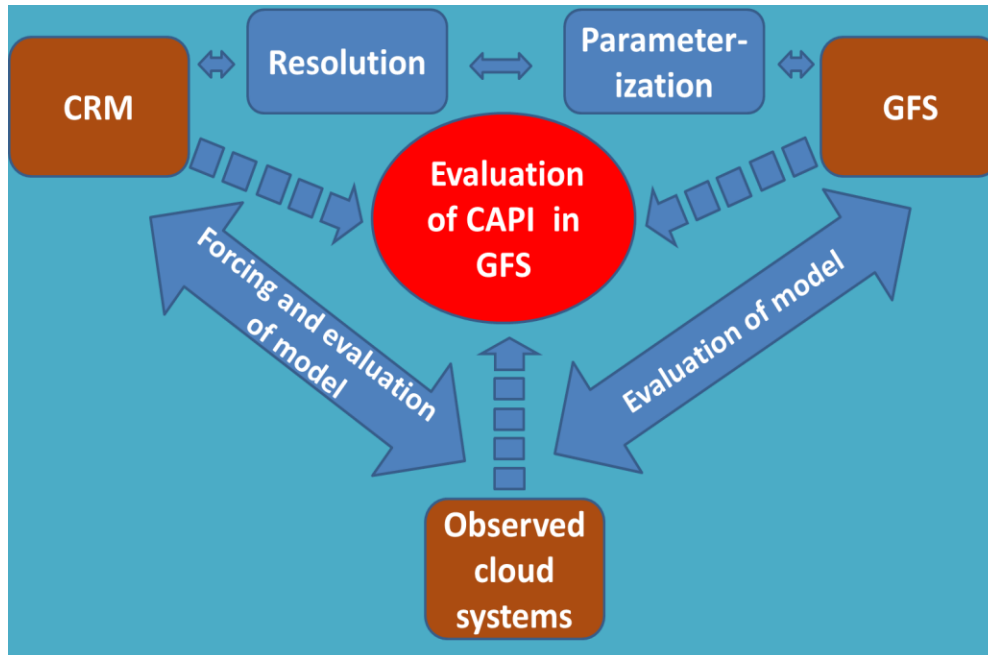 CRM
Resolution
Parameter-
ization
GFS
Evaluation
of CAPI in
GFS
Forcing and evaluation
of model
Evaluation of model
Observed
cloud
systems